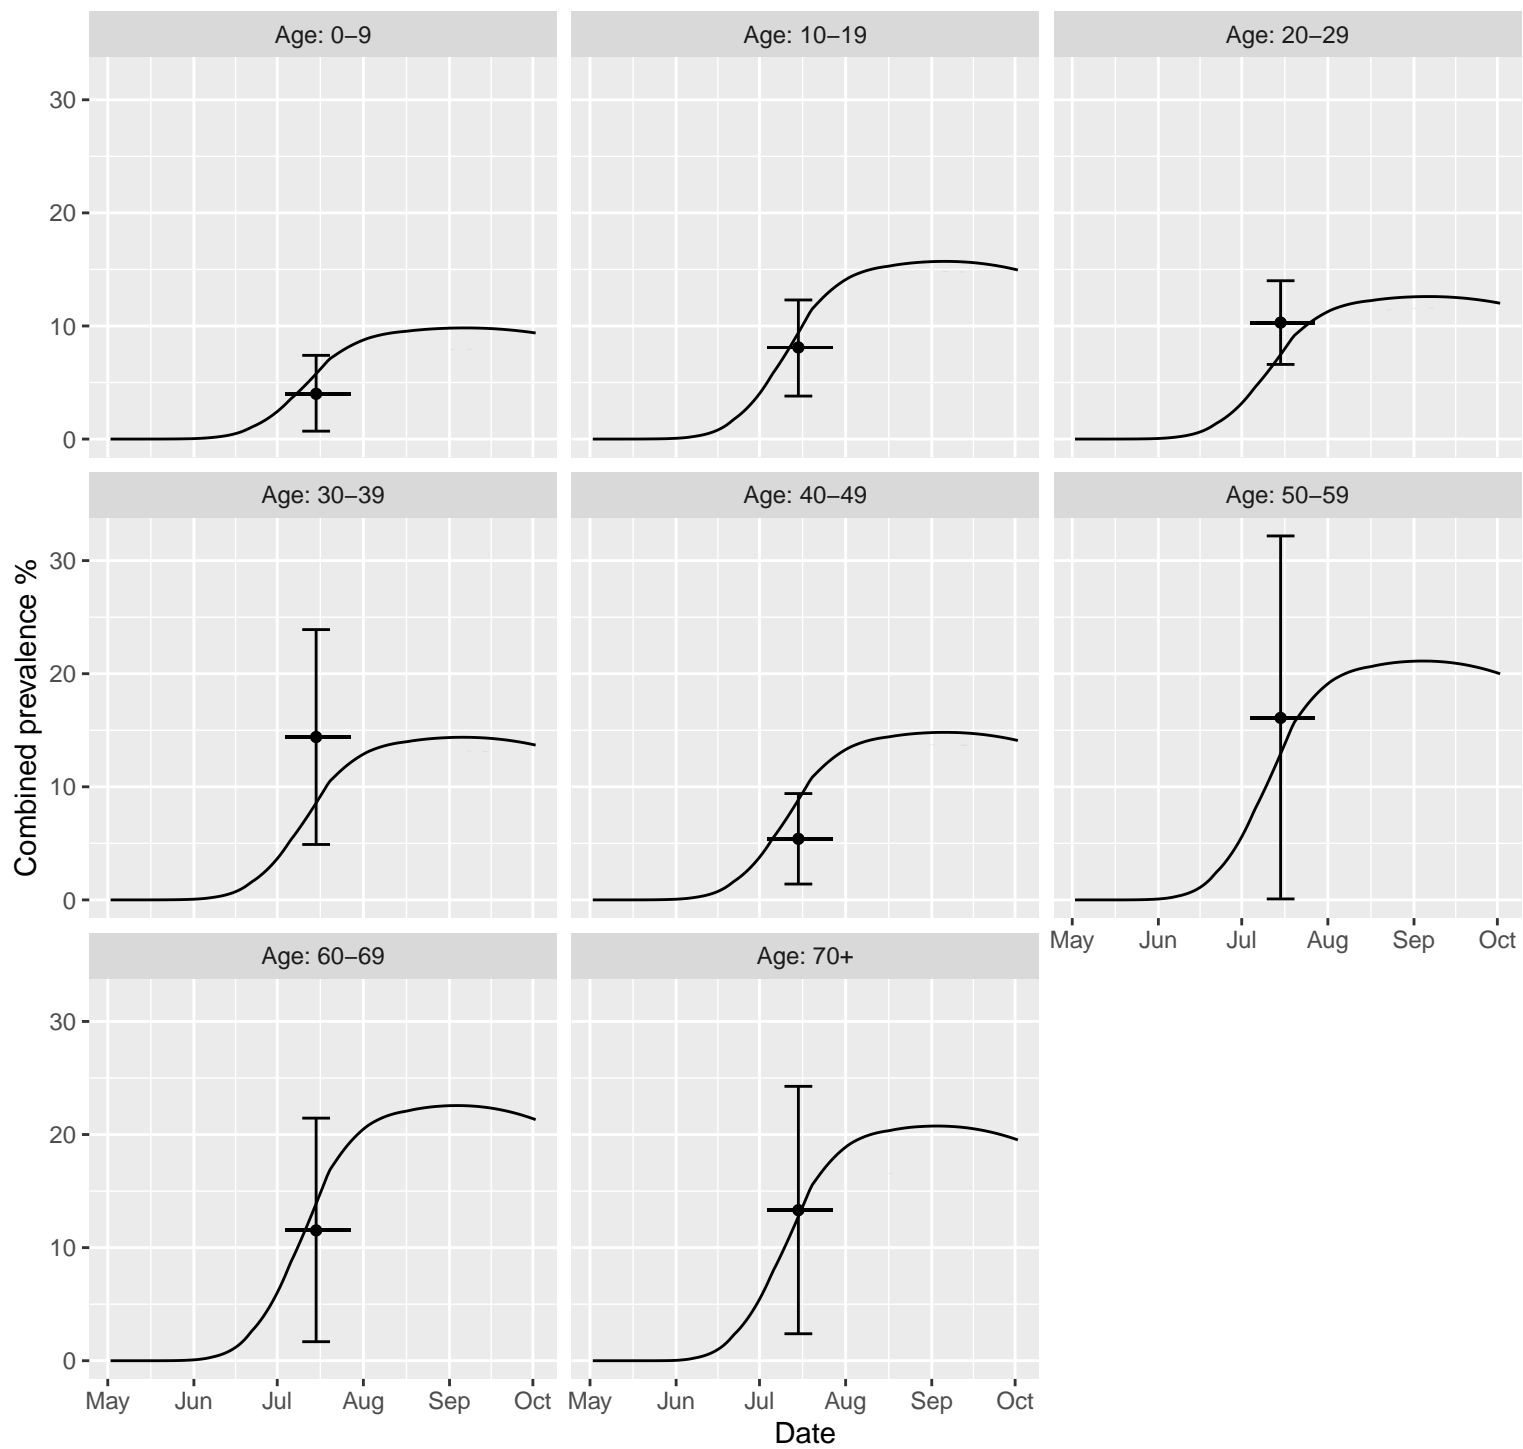 Age: 0–9
Age: 10–19
Age: 20–29
30
20
10
0
Age: 30–39
Age: 40–49
Age: 50–59
30
20
10
0
May Jun Jul Aug Sep Oct
Age: 60–69
Age: 70+
30
20
10
0
May Jun Jul Aug Sep Oct
May Jun Jul Aug Sep Oct
Date
Combined prevalence %